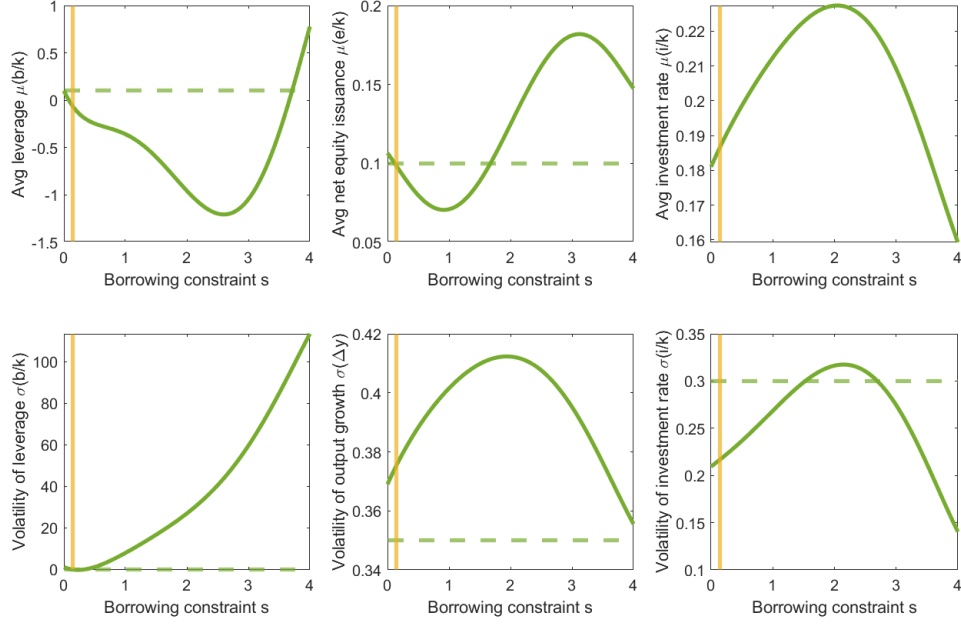 Avg leverage μ(b/k)
1
0.5
0
-0.5
-1
-1.5
0 1 2 3 4
Borrowing constraint s
Avg net equity issuance μ(e/k)
0.2
0.15
0.1
0.05
0 1 2 3 4
Borrowing constraint s
Avg investment rate μ(i/k)
0.22
0.21
0.2
0.19
0.18
0.17
0.16
0 1 2 3 4
Borrowing constraint s
Volatility of leverage σ(b/k)
100
80
60
40
20
0
0 1 2 3 4
Borrowing constraint s
Volatility of output growth σ(Δy)
0.42
0.4
0.38
0.36
0.34
0 1 2 3 4
Borrowing constraint s
Volatility of investment rate σ(i/k)
0.35
0.3
0.25
0.2
0.15
0.1
0 1 2 3 4
Borrowing constraint s